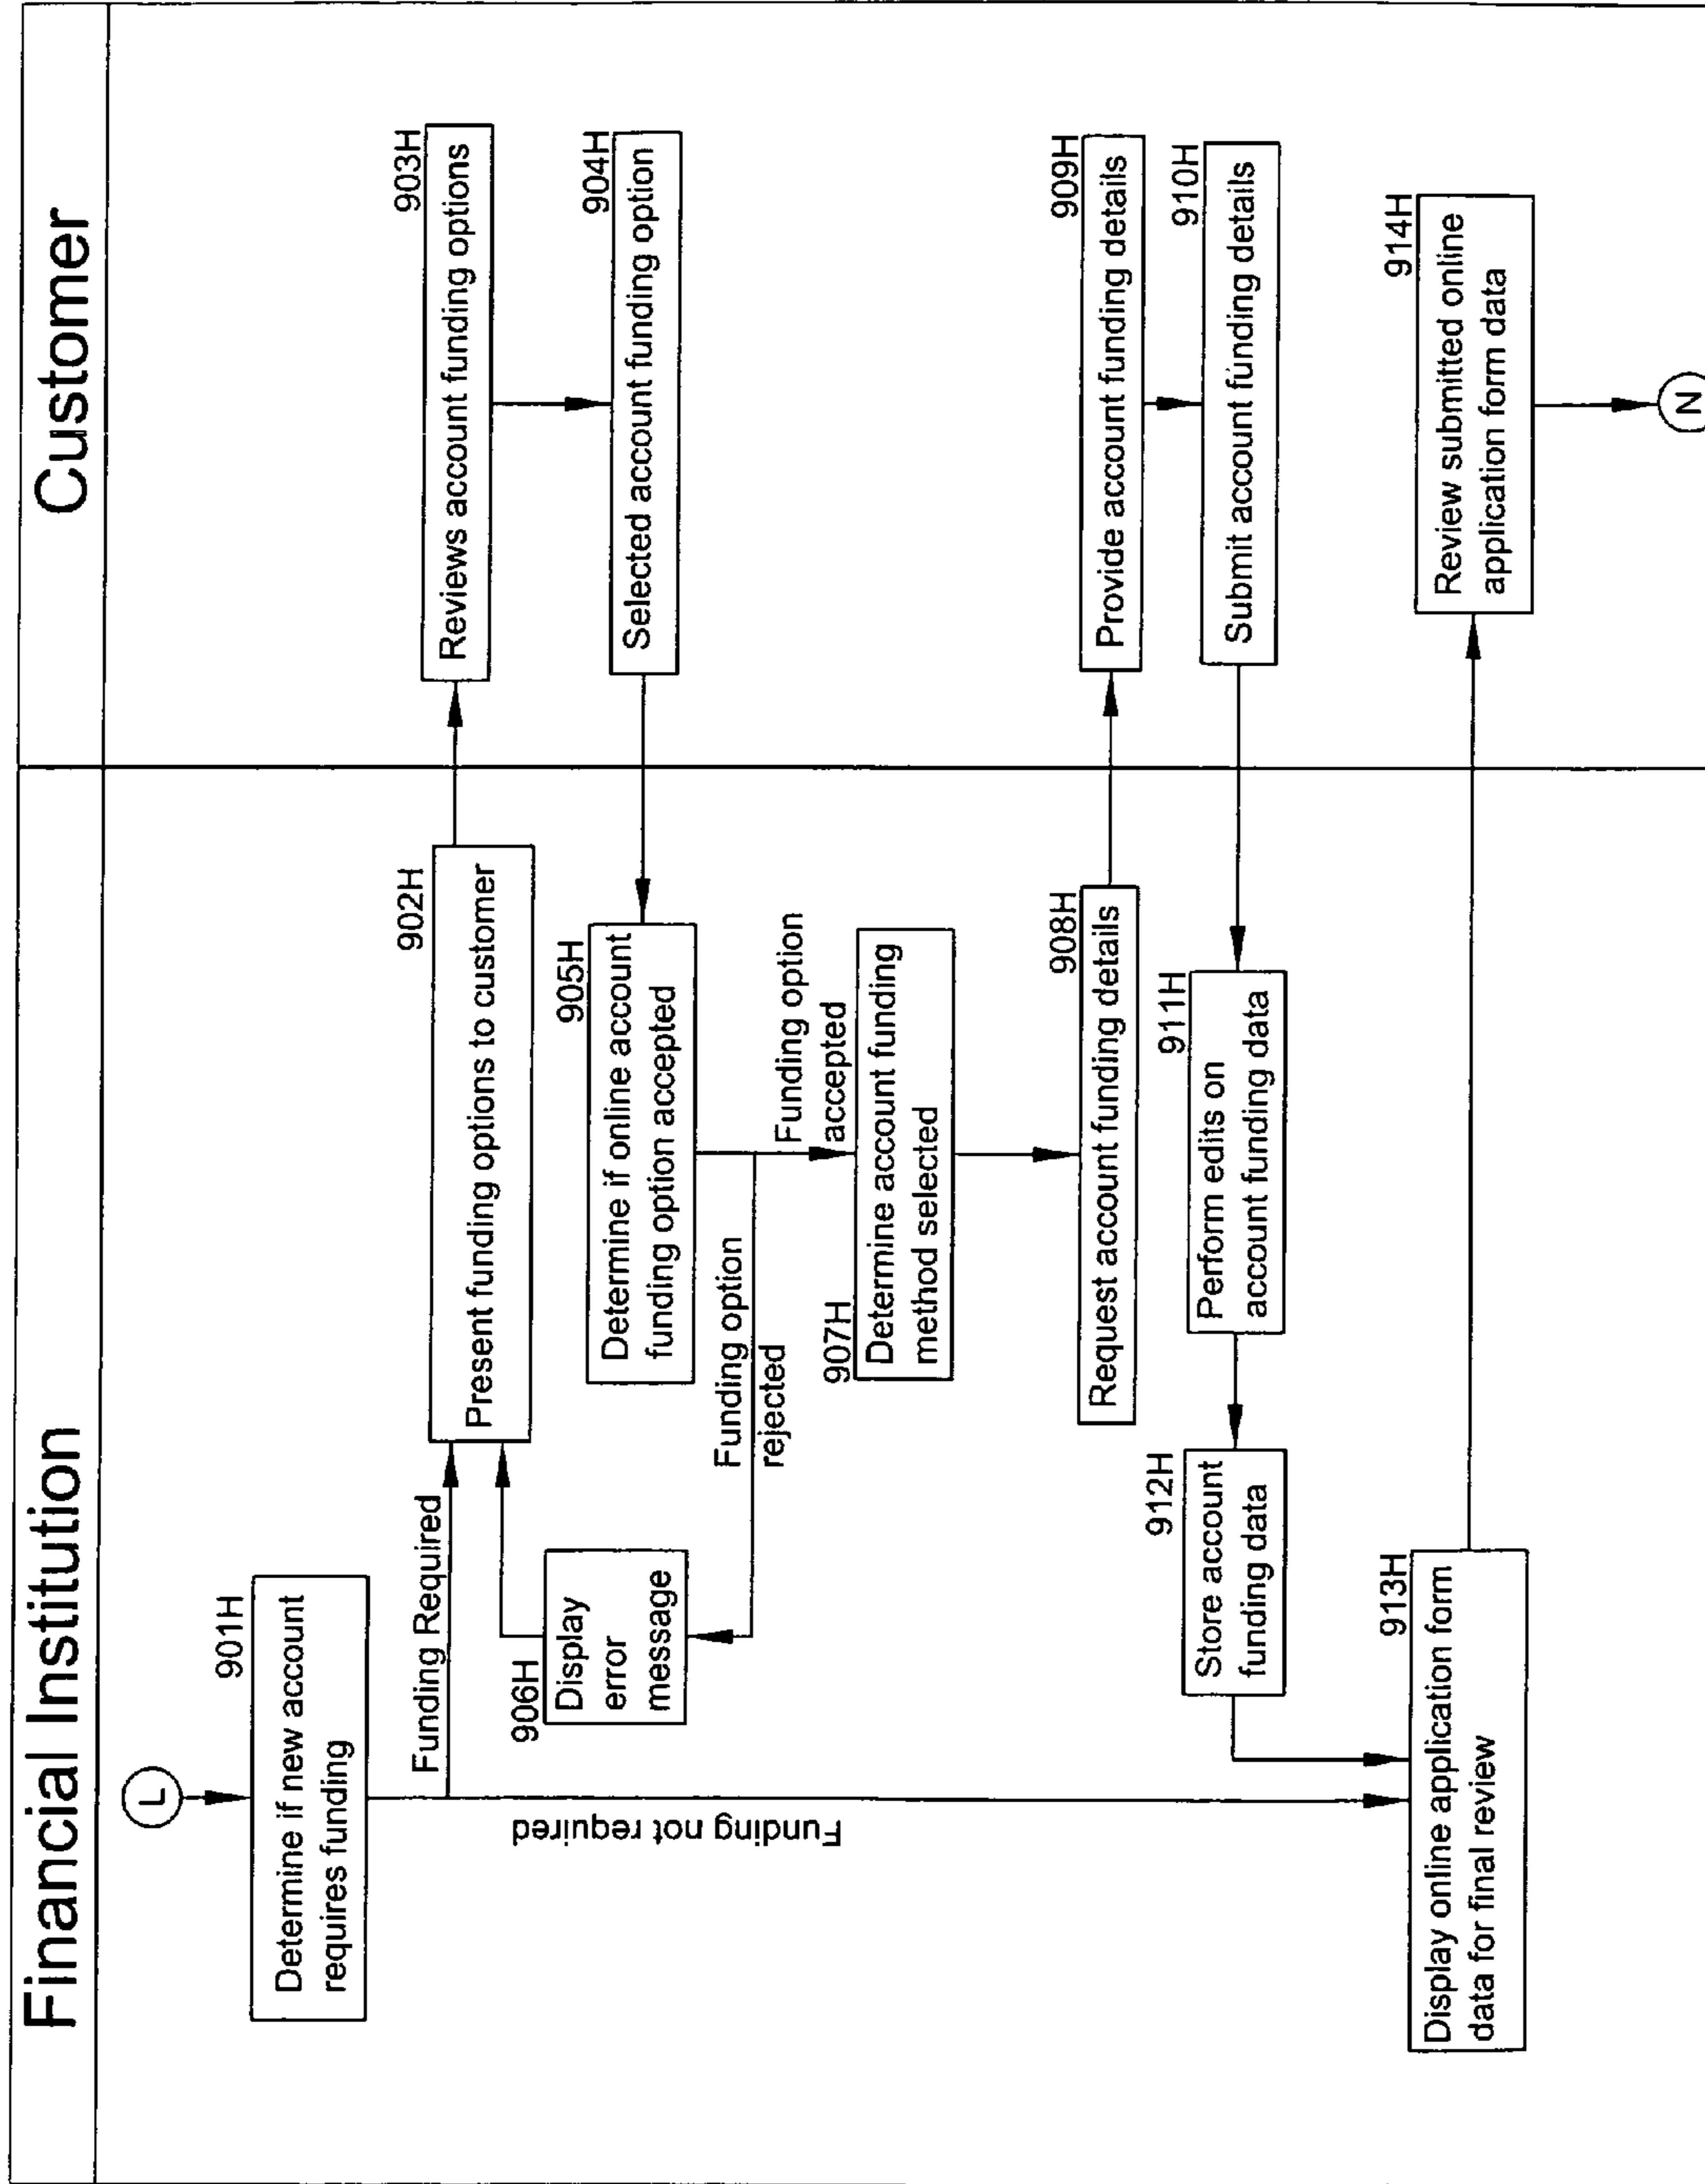 Financial Institution
Customer
L
901H
Determine if new account
requires funding
Funding Required
Funding not required
902H
Present funding options to customer
903H
Reviews account funding options
904H
Selected account funding option
905H
Determine if online account
funding option accepted
Funding option
rejected
906H
Display
error
message
Funding option
accepted
907H
Determine account funding
method selected
908H
Request account funding details
909H
Provide account funding details
910H
Submit account funding details
911H
Perform edits on
account funding data
912H
Store account
funding data
913H
Display online application form
data for final review
914H
Review submitted online
application form data
N